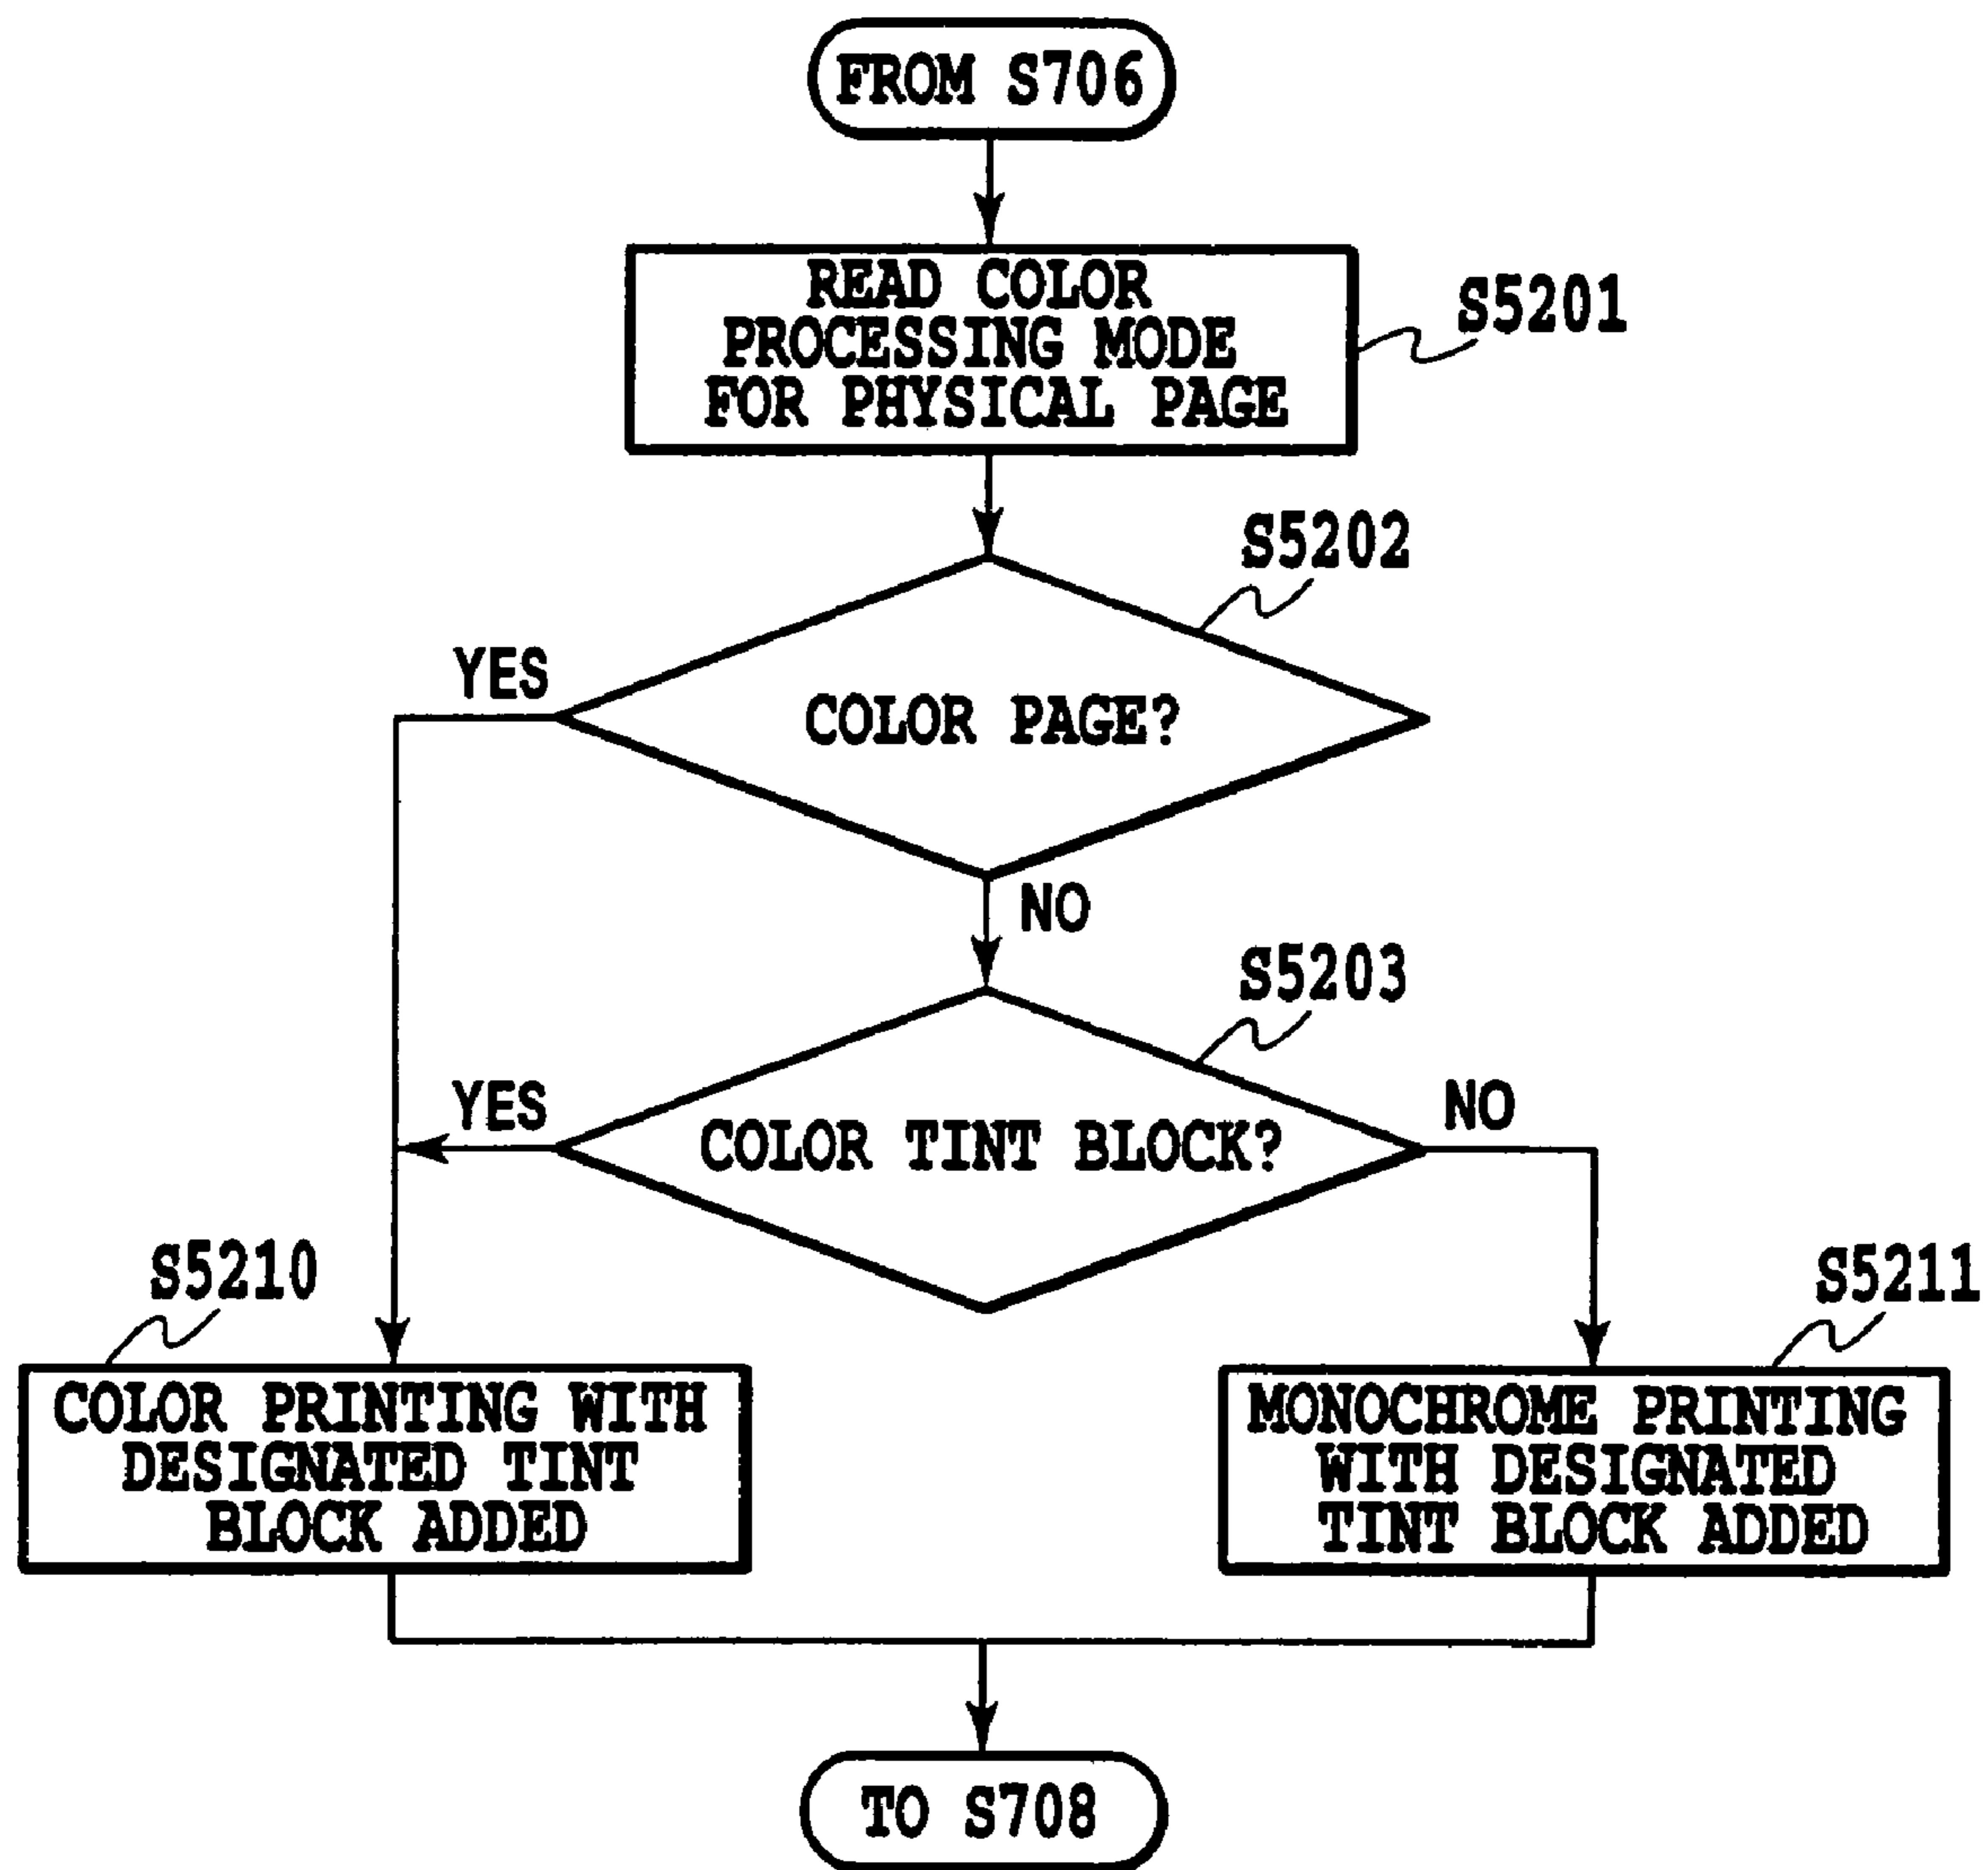 FROM S706
READ COLOR
PROCESSING MODE
FOR PHYSICAL PAGE
S5201
S5202
YES
COLOR PAGE?
NO
S5203
YES
COLOR TINT BLOCK?
NO
S5210
S5211
COLOR PRINTING WITH
DESIGNATED TINT
BLOCK ADDED
MONOCHROME PRINTING
WITH DESIGNATED
TINT BLOCK ADDED
TO S708